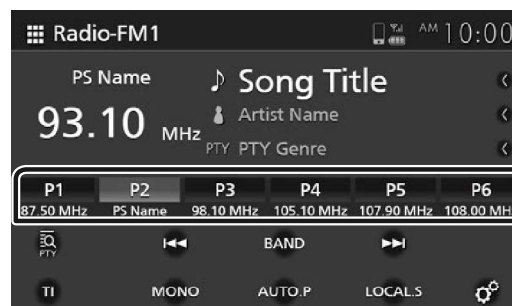 Radio-FM1 AM 10:00
PS Name
Song Title
93.10 MHz
Artist Name
PTY PTY Genre
P1 P2 P3 P4 P5 P6
87.50 MHz PS Name 98.10 MHz 105.10 MHz 107.90 MHz 108.00 MH
PTY BAND
TI MONO AUTO.P LOCAL.S